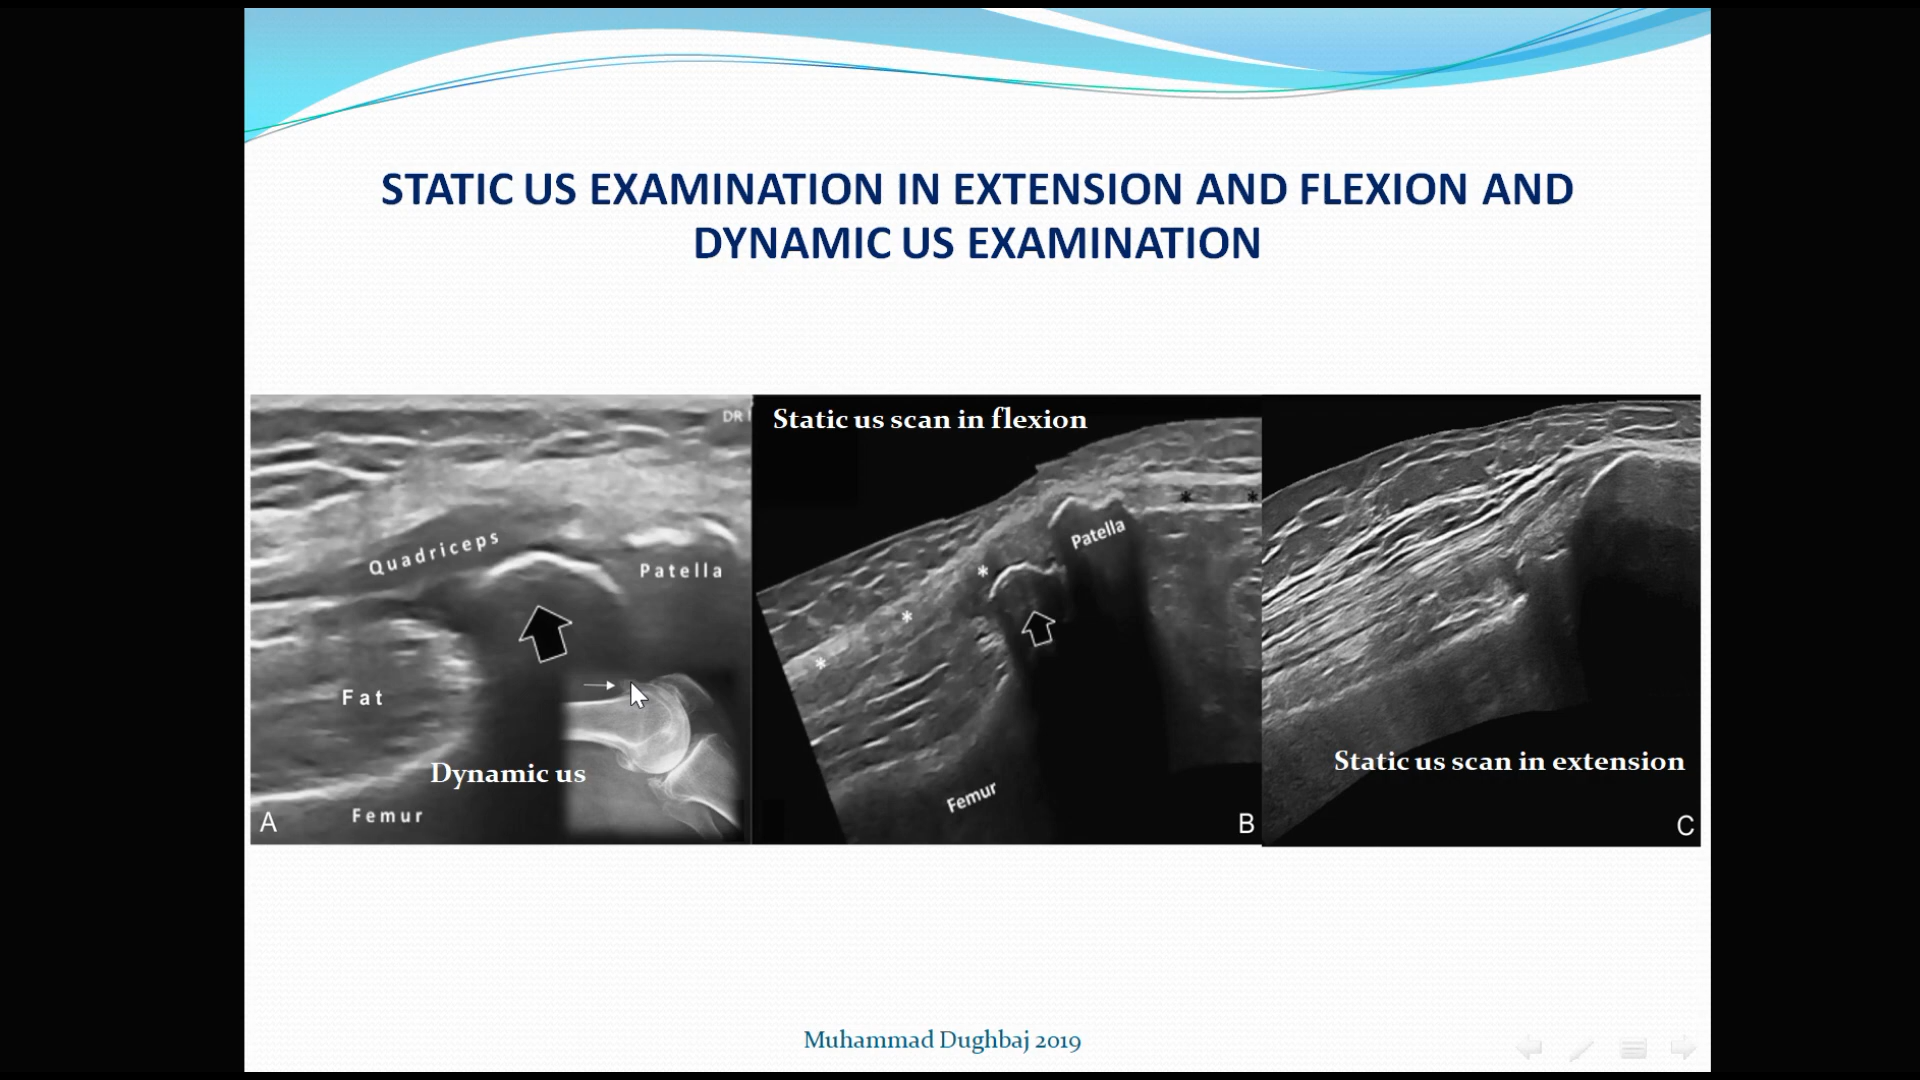 STATIC US EXAMINATION IN EXTENSION AND FLEXION AND
DYNAMIC US EXAMINATION
DR
Quadriceps
Patella
Fat
Dynamic us
Femur
A
Static us scan in flexion
* *
Patella
*
*
*
Femur
B
Static us scan in extension
C
Muhammad Dughbaj 2019